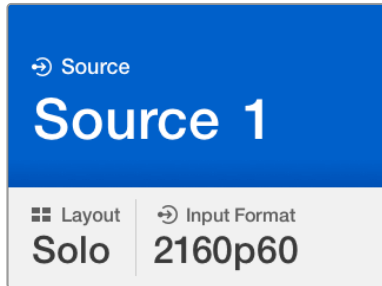 Source
Source 1
Layout
Input Format
Solo
2160p60